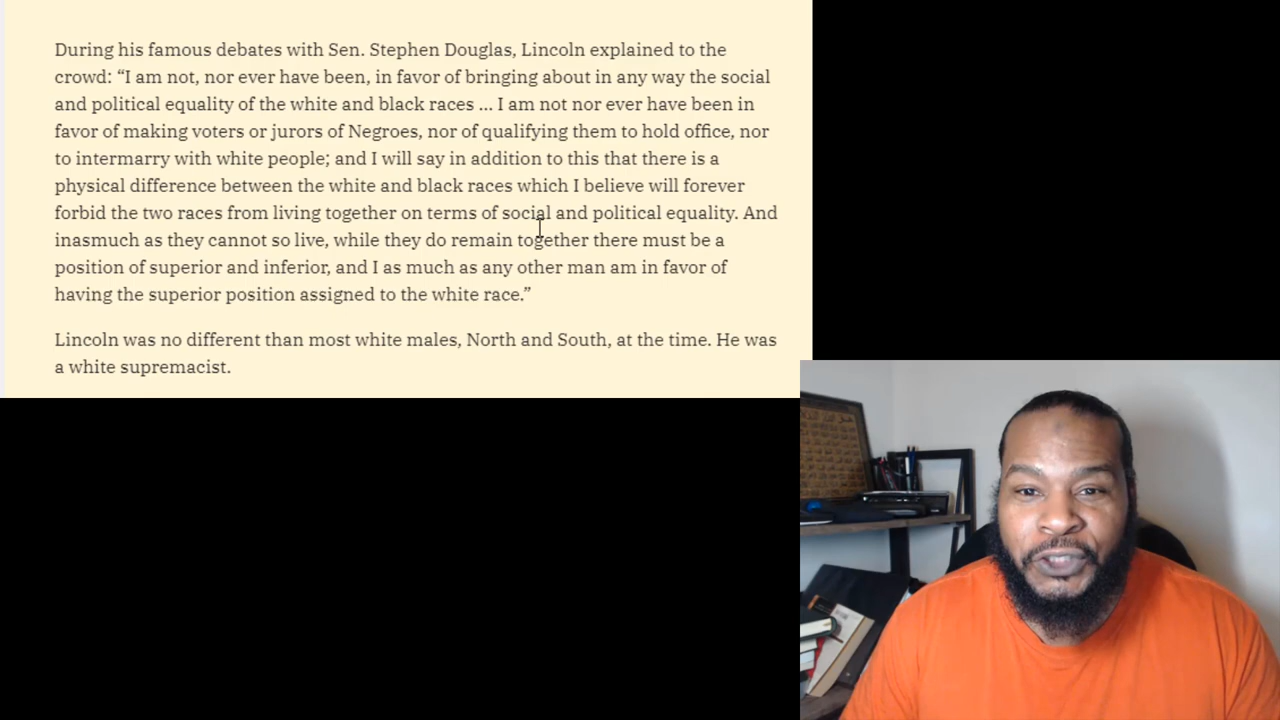 During his famous debates with Sen. Stephen Douglas, Lincoln explained to the
crowd: “I am not, nor ever have been, in favor of bringing about in any way the social
and political equality of the white and black races ... I am not nor ever have been in
favor of making voters or jurors of Negroes, nor of qualifying them to hold office, nor
to intermarry with white people; and I will say in addition to this that there is a
physical difference between the white and black races which I believe will forever
forbid the two races from living together on terms of social and political equality. And
inasmuch as they cannot so live, while they do remain together there must be a
position of superior and inferior, and I as much as any other man am in favor of
having the superior position assigned to the white race.”
Lincoln was no different than most white males, North and South, at the time. He was
a white supremacist.